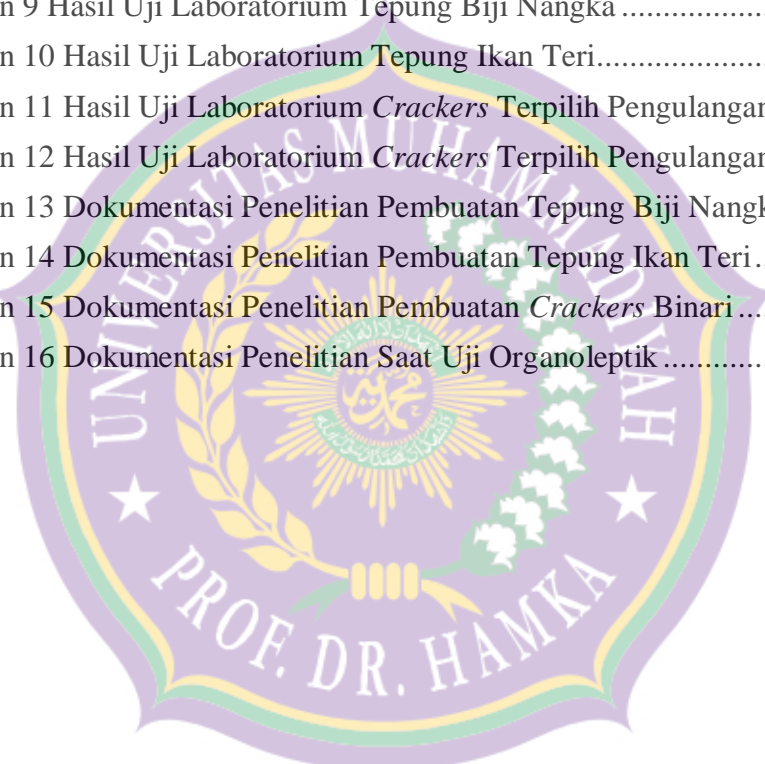 n 9 Hasil Uji Laboratorium Tepung Biji Nangka ..................
n 10 Hasil Uji Laboratorium Tepung Ikan Teri.....................
n 11 Hasil Uji Laboratorium Crackers Terpilih Pengulangan
n 12 Hasil Uji Laboratorium Crackers Terpilih Pengulangan
n 13 Dokumentasi Penelitian Pembuatan Tepung Biji Nangk
n 14 Dokumentasi Penelitian Pembuatan Tepung Ikan Teri..
n 15 Dokumentasi Penelitian Pembuatan Crackers Binari ...
n 16 Dokumentasi Penelitian Saat Uji Organoleptik .............
UNIVERSITAS MUHAMMADIYAH
PROF. DR. HAMKA